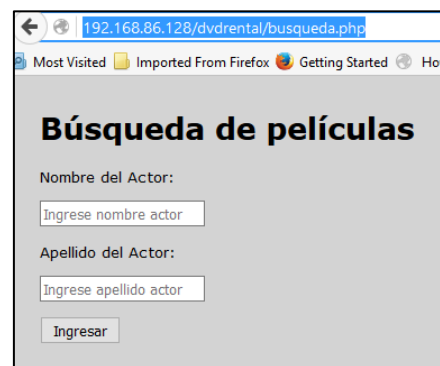 192.168.86.128/dvdrental/busqueda.php
Most Visited Imported From Firefox Getting Started
Búsqueda de películas
Nombre del Actor:
Ingrese nombre actor
Apellido del Actor:
Ingrese apellido actor
Ingresar